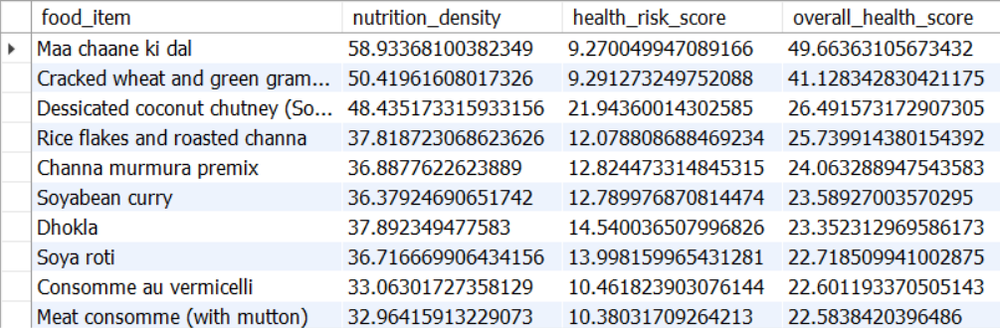 food_item nutrition_density health_risk_score overall_health_score
Maa chaane ki dal 58.93368100382349 9.270049947089166 49.66363105673432
Cracked wheat and green gram... 50.41961608017326 9.291273249752088 41.128342830421175
Dessicated coconut chutney (So... 48.435173315933156 21.94360014302585 26.491573172907305
Rice flakes and roasted channa 37.818723068623626 12.078808688469234 25.739914380154392
Channa murmura premix 36.8877622623889 12.824473314845315 24.063288947543583
Soyabean curry 36.37924690651742 12.789976870814474 23.58927003570295
Dhokla 37.892349477583 14.540036507996826 23.352312969586173
Soya roti 36.716669906434156 13.998159965431281 22.718509941002875
Consomme au vermicelli 33.06301727358129 10.461823903076144 22.601193370505143
Meat consomme (with mutton) 32.96415913229073 10.38031709264213 22.5838420396486